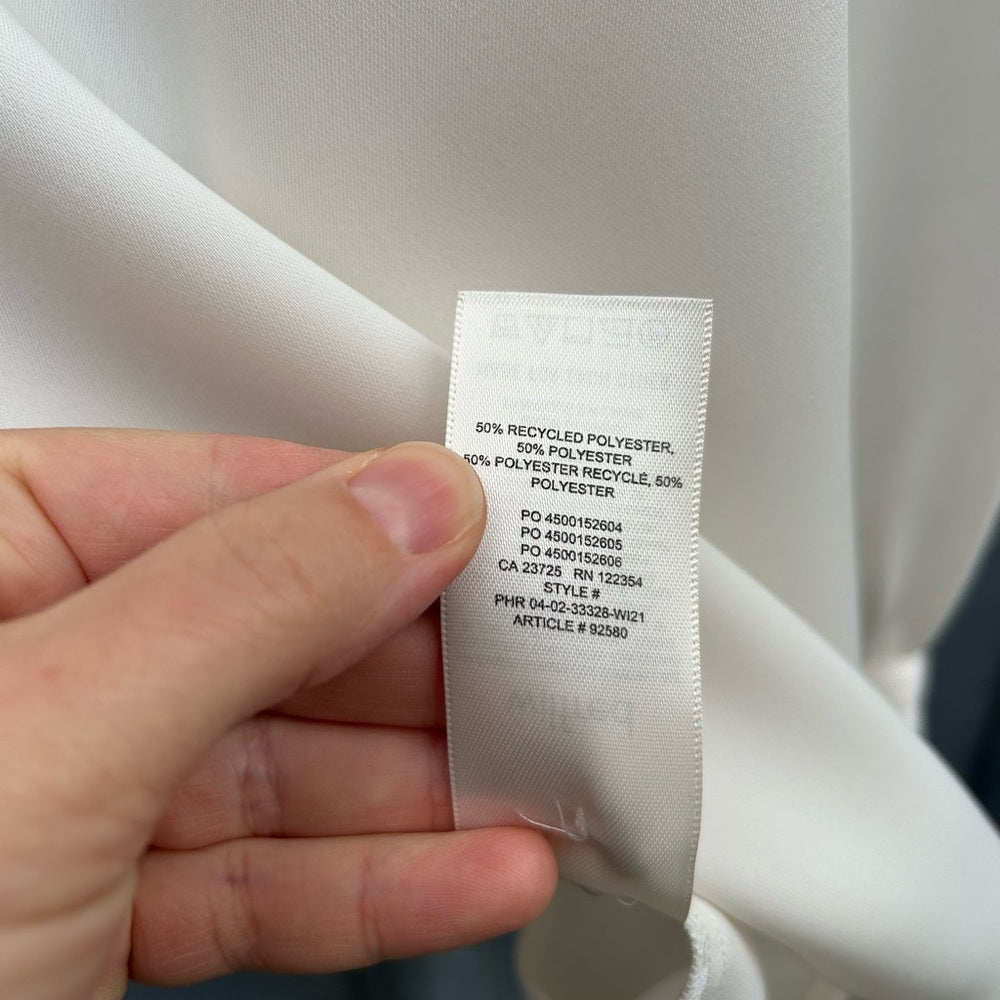 50% RECYCLED POLYESTER,
50% POLYESTER
50% POLYESTER RECYCLÉ, 50%
POLYESTER
PO 4500152604
PO 4500152605
PO 4500152606
CA 23725 RN 122354
STYLE #
PHR 04-02-33328-WI21
ARTICLE # 92580